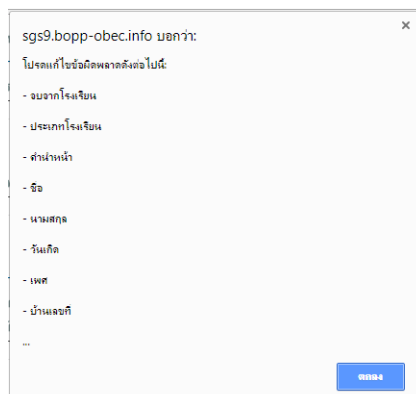 sgs9.bopp-obec.info บอกว่า:
โปรดแก้ไขข้อผิดพลาดดังต่อไปนี้:
- จบจากโรงเรียน
- ประเภทโรงเรียน
- คำนำหน้า
- ชื่อ
- นามสกุล
- วันเกิด
- เพศ
- บ้านเลขที่
...
ตกลง